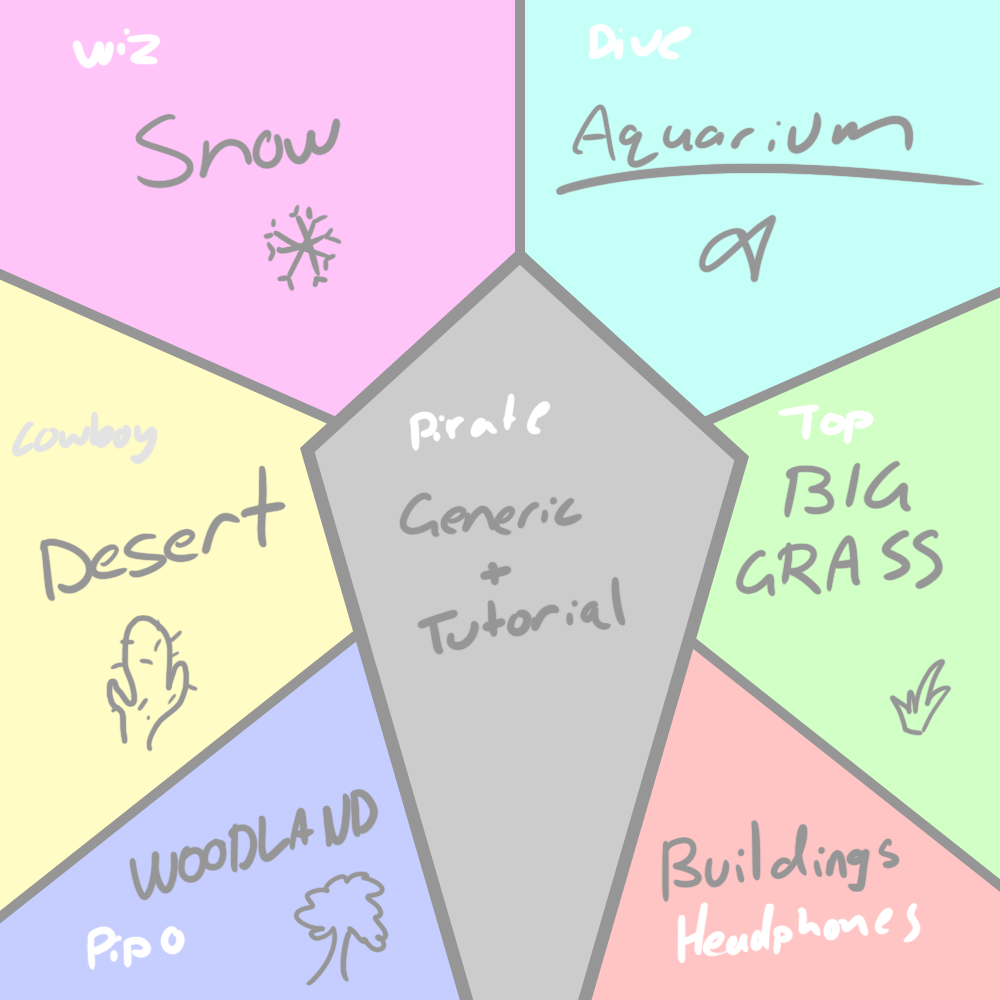 Wiz
Snow
Dive
Aquarium
Cowboy
Desert
Pirate
Generic
+
Tutorial
Top
BIG
GRASS
WOODLAND
Pipo
Buildings
Headphones